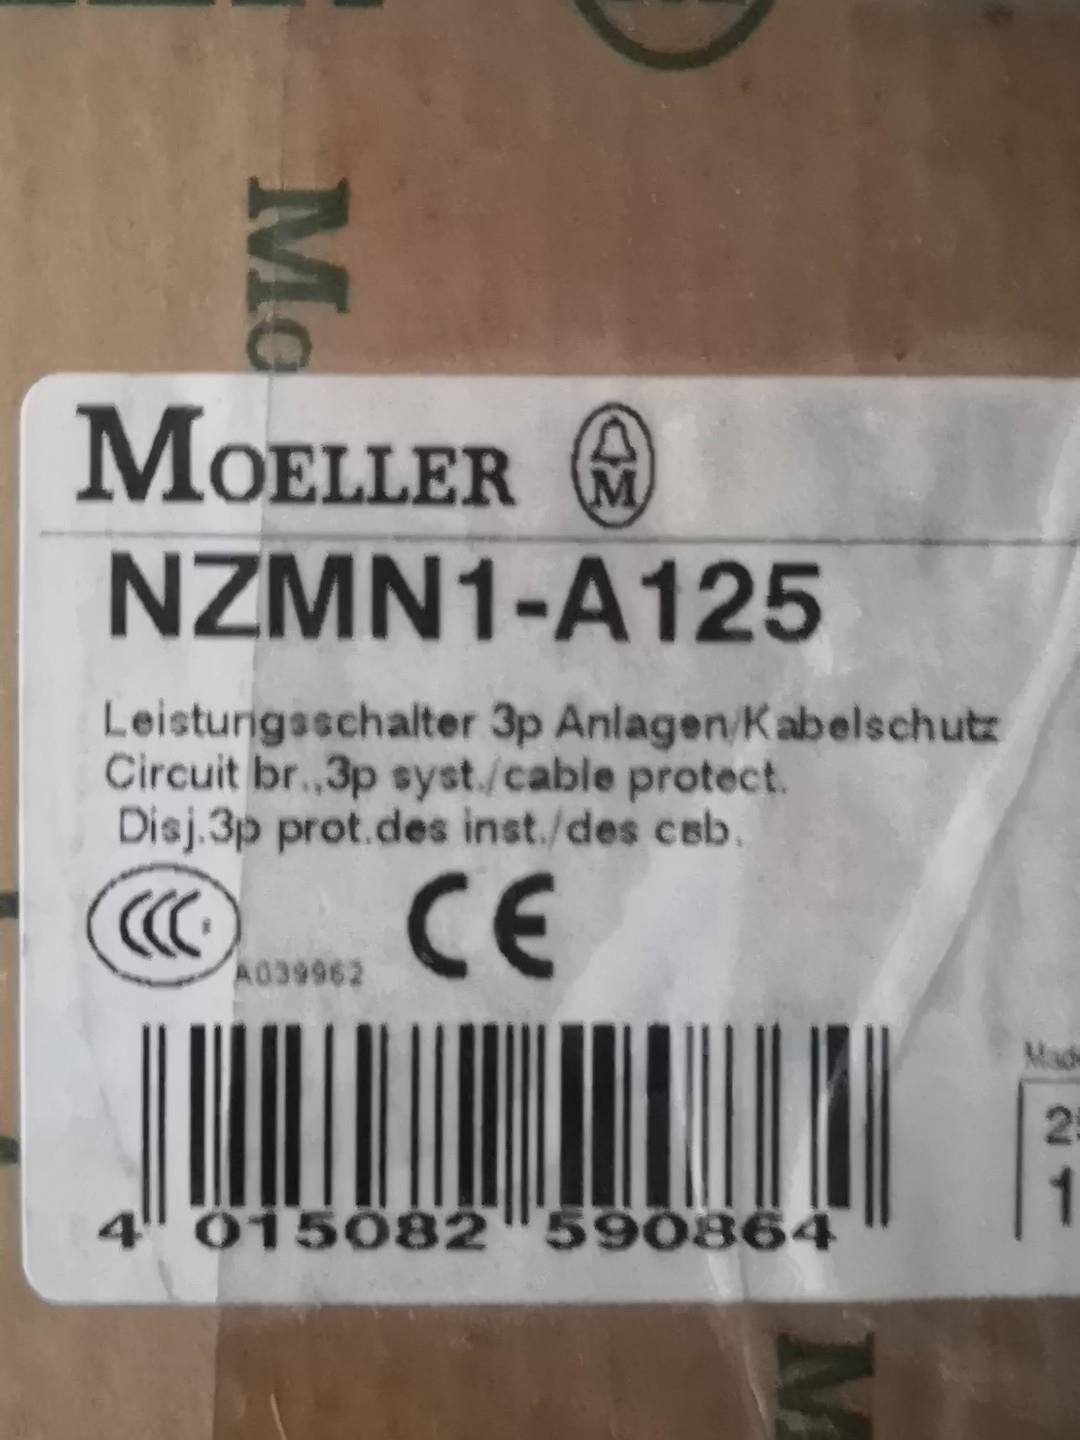 Mo
MOELLER M
NZMN1-A125
Leistungsschalter 3p Anlagen/Kabelschutz
Circuit br.,3p syst./cable protect.
Disj.3p prot.des inst./des cab.
CCC A039962 CE
4 015082 590864
M